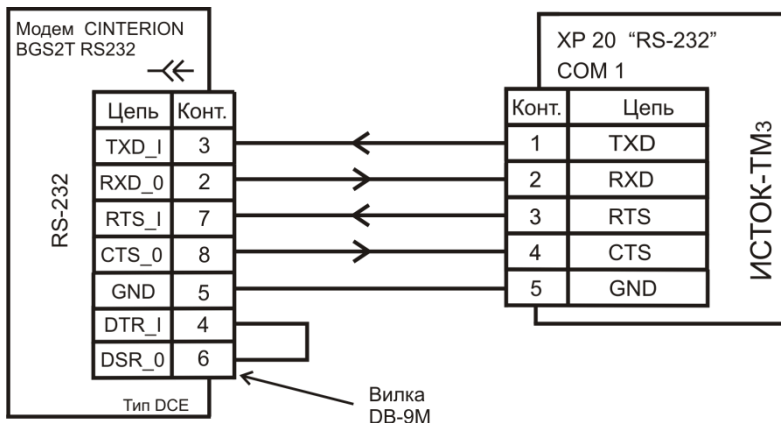 Модем CINTERION
BGS2T RS232
Цепь Конт.
TXD_I 3
RXD_0 2
RTS_I 7
CTS_0 8
GND 5
DTR_I 4
DSR_0 6
RS-232
Тип DCE
Вилка
DB-9M
XP 20 "RS-232"
COM 1
Конт. Цепь
1 TXD
2 RXD
3 RTS
4 CTS
5 GND
ИСТОК-ТМ3